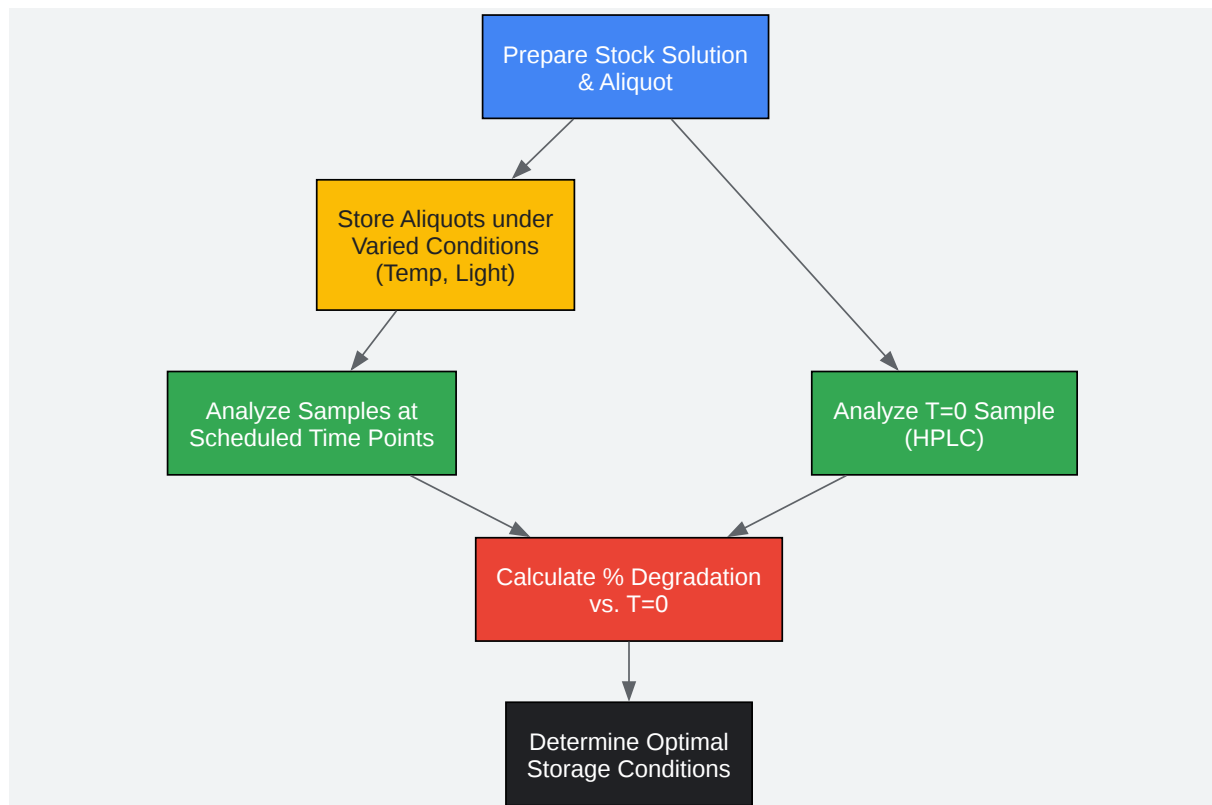 Prepare Stock Solution
& Aliquot
Store Aliquots under
Varied Conditions
(Temp, Light)
Analyze Samples at
Scheduled Time Points
Analyze T=0 Sample
(HPLC)
Calculate % Degradation
vs. T=0
Determine Optimal
Storage Conditions